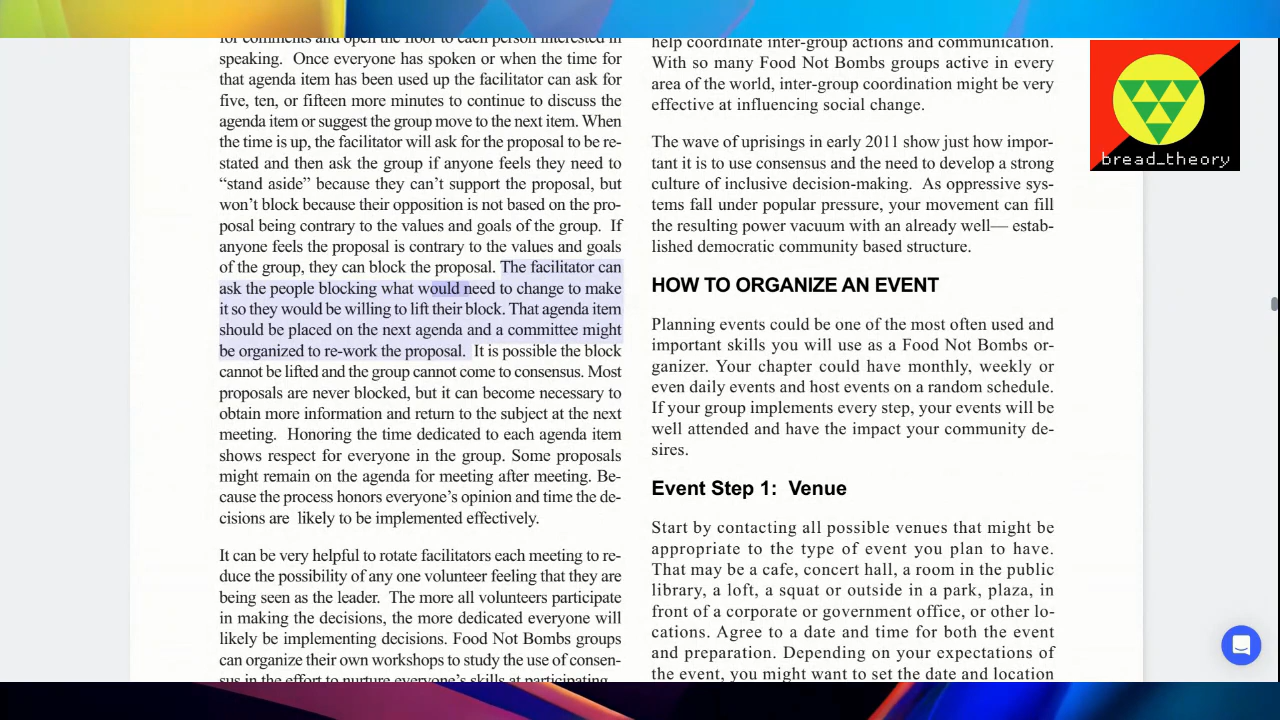 for comments and open the floor to each person interested in
speaking.  Once everyone has spoken or when the time for
that agenda item has been used up the facilitator can ask for
five, ten, or fifteen more minutes to continue to discuss the
agenda item or suggest the group move to the next item. When
the time is up, the facilitator will ask for the proposal to be re-
stated and then ask the group if anyone feels they need to
“stand aside” because they can’t support the proposal, but
won’t block because their opposition is not based on the pro-
posal being contrary to the values and goals of the group.  If
anyone feels the proposal is contrary to the values and goals
of the group, they can block the proposal. The facilitator can
ask the people blocking what would need to change to make
it so they would be willing to lift their block. That agenda item
should be placed on the next agenda and a committee might
be organized to re-work the proposal.  It is possible the block
cannot be lifted and the group cannot come to consensus. Most
proposals are never blocked, but it can become necessary to
obtain more information and return to the subject at the next
meeting.  Honoring the time dedicated to each agenda item
shows respect for everyone in the group. Some proposals
might remain on the agenda for meeting after meeting. Be-
cause the process honors everyone’s opinion and time the de-
cisions are  likely to be implemented effectively.
It can be very helpful to rotate facilitators each meeting to re-
duce the possibility of any one volunteer feeling that they are
being seen as the leader.  The more all volunteers participate
in making the decisions, the more dedicated everyone will
likely be implementing decisions. Food Not Bombs groups
can organize their own workshops to study the use of consen-
sus in the effort to nurture everyone’s skills at participating.
help coordinate inter-group actions and communication.
With so many Food Not Bombs groups active in every
area of the world, inter-group coordination might be very
effective at influencing social change.
The wave of uprisings in early 2011 show just how impor-
tant it is to use consensus and the need to develop a strong
culture of inclusive decision-making.  As oppressive sys-
tems fall under popular pressure, your movement can fill
the resulting power vacuum with an already well— estab-
lished democratic community based structure.
HOW TO ORGANIZE AN EVENT
Planning events could be one of the most often used and
important skills you will use as a Food Not Bombs or-
ganizer. Your chapter could have monthly, weekly or
even daily events and host events on a random schedule.
If your group implements every step, your events will be
well attended and have the impact your community de-
sires.
Event Step 1:  Venue
Start by contacting all possible venues that might be
appropriate to the type of event you plan to have.
That may be a cafe, concert hall, a room in the public
library, a loft, a squat or outside in a park, plaza, in
front of a corporate or government office, or other lo-
cations. Agree to a date and time for both the event
and preparation. Depending on your expectations of
the event, you might want to set the date and location
bread_theory